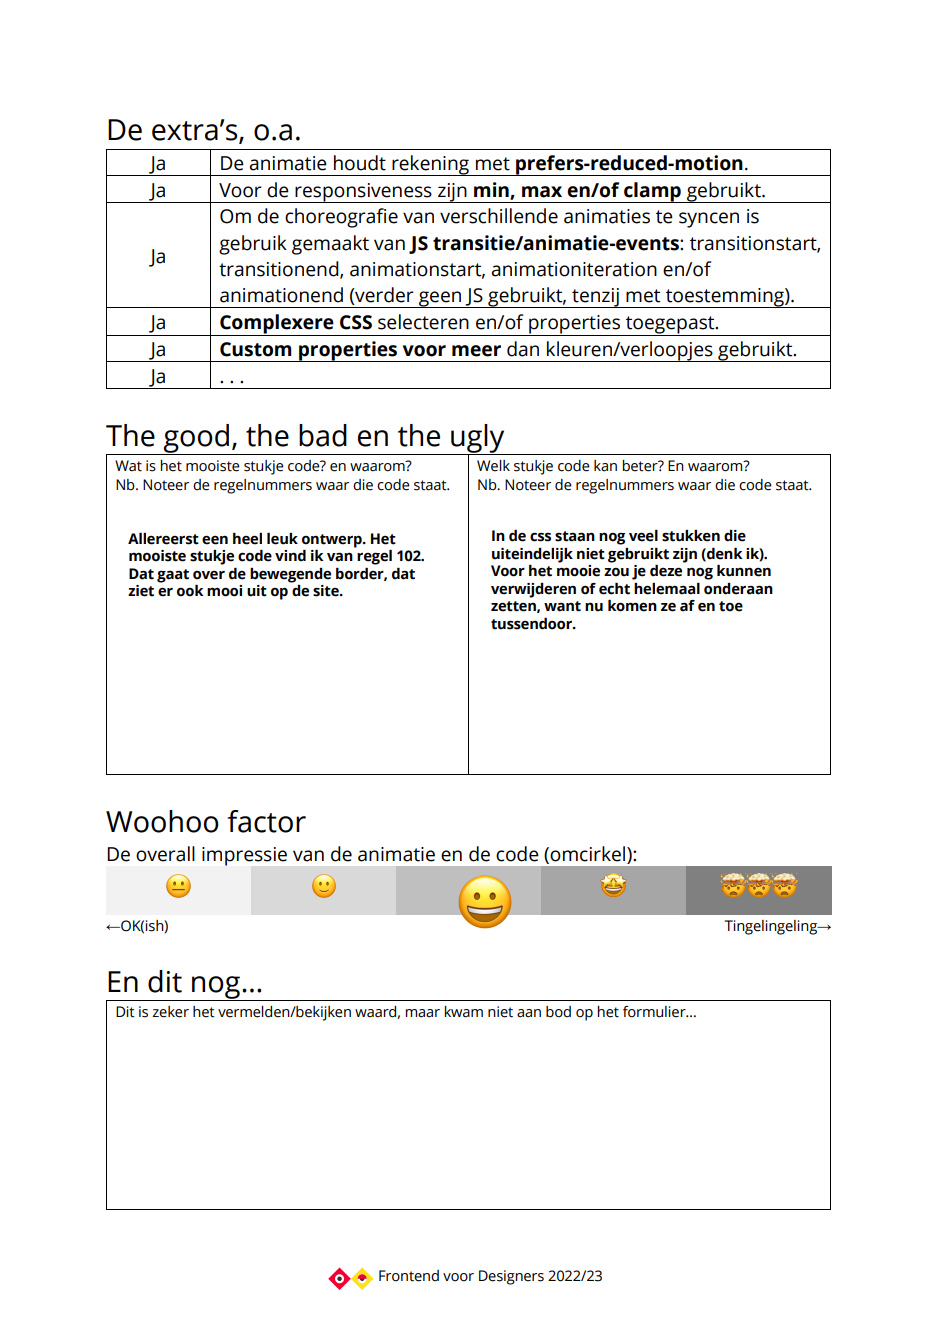 De extra’s, o.a.
Ja De animatie houdt rekening met prefers-reduced-motion.
Ja Voor de responsiveness zijn min, max en/of clamp gebruikt.
Om de choreografie van verschillende animaties te syncen is
gebruik gemaakt van JS transitie/animatie-events: transitionstart,
Ja
transitionend, animationstart, animationiteration en/of
animationend (verder geen JS gebruikt, tenzij met toestemming).
Ja Complexere CSS selecteren en/of properties toegepast.
Ja Custom properties voor meer dan kleuren/verloopjes gebruikt.
Ja . . .
The good, the bad en the ugly
Wat is het mooiste stukje code? en waarom?
Nb. Noteer de regelnummers waar die code staat.
Allereerst een heel leuk ontwerp. Het
mooiste stukje code vind ik van regel 102.
Dat gaat over de bewegende border, dat
ziet er ook mooi uit op de site.
Welk stukje code kan beter? En waarom?
Nb. Noteer de regelnummers waar die code staat.
In de css staan nog veel stukken die
uiteindelijk niet gebruikt zijn (denk ik).
Voor het mooie zou je deze nog kunnen
verwijderen of echt helemaal onderaan
zetten, want nu komen ze af en toe
tussendoor.
Woohoo factor
De overall impressie van de animatie en de code (omcirkel):
←OK(ish) Tingelingeling→
En dit nog…
Dit is zeker het vermelden/bekijken waard, maar kwam niet aan bod op het formulier…
Frontend voor Designers 2022/23